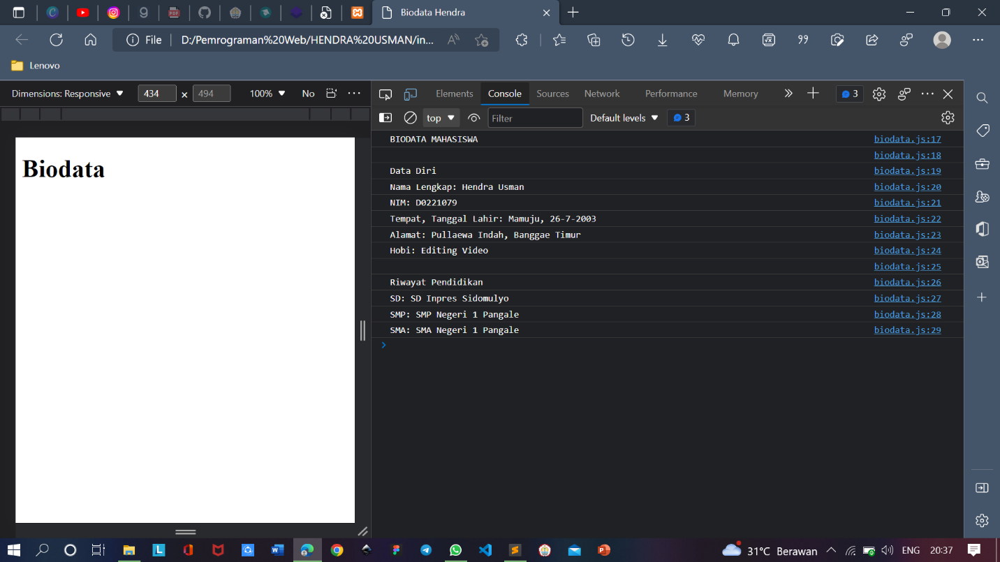 Biodata Hendra
File
D:/Pemrograman%20Web/HENDRA%20USMAN/in...
Lenovo
Dimensions: Responsive
434 × 494
100%
No
Elements
Console
Sources
Network
Performance
Memory
3
top
Filter
Default levels
3
Biodata
BIODATA MAHASISWA biodata.js:17
biodata.js:18
Data Diri biodata.js:19
Nama Lengkap: Hendra Usman biodata.js:20
NIM: D0221079 biodata.js:21
Tempat, Tanggal Lahir: Mamuju, 26-7-2003 biodata.js:22
Alamat: Pullaewa Indah, Banggae Timur biodata.js:23
Hobi: Editing Video biodata.js:24
biodata.js:25
Riwayat Pendidikan biodata.js:26
SD: SD Inpres Sidomulyo biodata.js:27
SMP: SMP Negeri 1 Pangale biodata.js:28
SMA: SMA Negeri 1 Pangale biodata.js:29
31°C Berawan
ENG
20:37